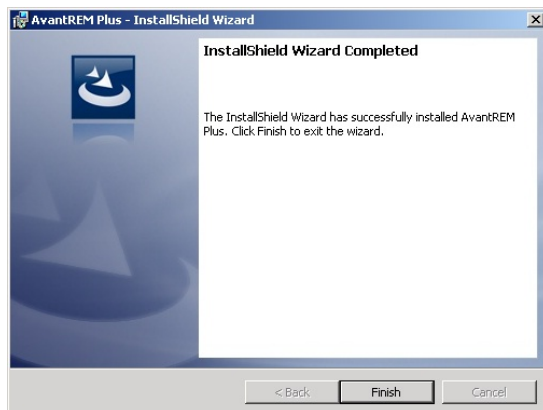 AvantREM Plus - InstallShield Wizard
InstallShield Wizard Completed
The InstallShield Wizard has successfully installed AvantREM
Plus. Click Finish to exit the wizard.
< Back
Finish
Cancel